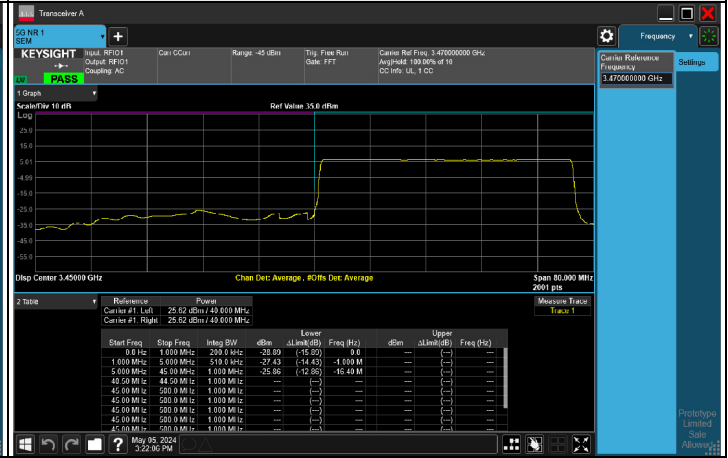 Transceiver A
5G NR 1
SEM
Frequency
KEYSIGHT Input: RFIO1 Corr CCorr Range: -45 dBm Trig: Free Run Carrier Ref Freq: 3.470000000 GHz
Output: RFIO1 Gate: FFT Avg|Hold: 100.00% of 10
Coupling: AC CC Info: UL, 1 CC
PASS
Carrier Reference
Frequency
3.470000000 GHz
Settings
1 Graph
Scale/Div 10 dB Ref Value 35.0 dBm
Log
25.0
15.0
5.01
-4.99
-15.0
-25.0
-35.0
-45.0
-55.0
Disp Center 3.45000 GHz Chan Det: Average , #Offs Det: Average Span 80.000 MHz
2001 pts
2 Table Reference Power Measure Trace
Carrier #1. Left 25.62 dBm / 40.000 MHz Trace 1
Carrier #1. Right 25.62 dBm / 40.000 MHz
Lower Upper
Start Freq Stop Freq Integ BW dBm ΔLimit(dB) Freq (Hz) dBm ΔLimit(dB) Freq (Hz)
0.0 Hz 1.000 MHz 200.0 kHz -28.89 (-15.89) 0.0 --- (---) ---
1.000 MHz 5.000 MHz 510.0 kHz -27.43 (-14.43) -1.000 M --- (---) ---
5.000 MHz 45.00 MHz 1.000 MHz -25.86 (-12.86) -16.40 M --- (---) ---
40.50 MHz 44.50 MHz 1.000 MHz --- (---) --- --- (---) ---
45.00 MHz 500.0 MHz 1.000 MHz --- (---) --- --- (---) ---
45.00 MHz 500.0 MHz 1.000 MHz --- (---) --- --- (---) ---
45.00 MHz 500.0 MHz 1.000 MHz --- (---) --- --- (---) ---
45.00 MHz 500.0 MHz 1.000 MHz --- (---) --- --- (---) ---
45.00 MHz 500.0 MHz 1.000 MHz --- (---) --- --- (---) ---
Prototype
Limited
Sale
Allowed
? May 05, 2024
3:22:06 PM